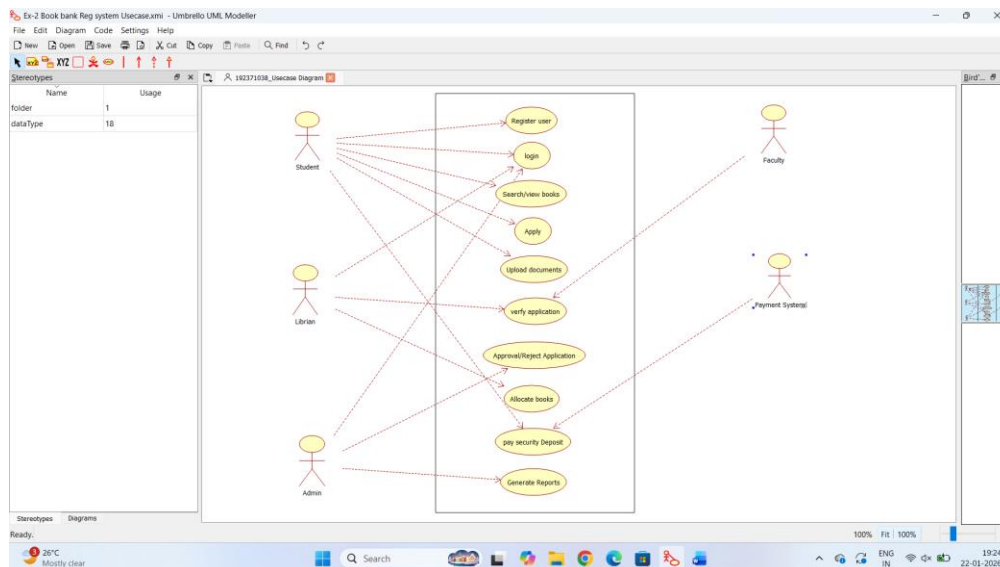 Ex-2 Book bank Reg system Usecase.xmi - Umbrello UML Modeller
File Edit Diagram Code Settings Help
New Open Save Cut Copy Paste Find
XYZ XYZ
Stereotypes
192371038_Usecase Diagram
Bird'...
Name Usage
folder 1
dataType 18
Register user
Student
login
Faculty
Search/view books
Apply
Upload documents
Librian
verfy application
Payment Systems
Approval/Reject Application
Allocate books
pay security Deposit
Admin
Generate Reports
Stereotypes Diagrams
Ready. 100% Fit 100%
3 26°C
Mostly clear
Search
ENG
IN
19:24
22-01-2026